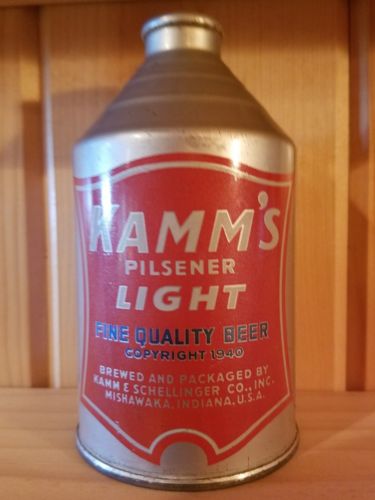 KAMM'S
PILSENER
LIGHT
FINE QUALITY BEER
COPYRIGHT 1940
BREWED AND PACKAGED BY
KAMM & SCHELLINGER CO., INC.
MISHAWAKA, INDIANA, U.S.A.